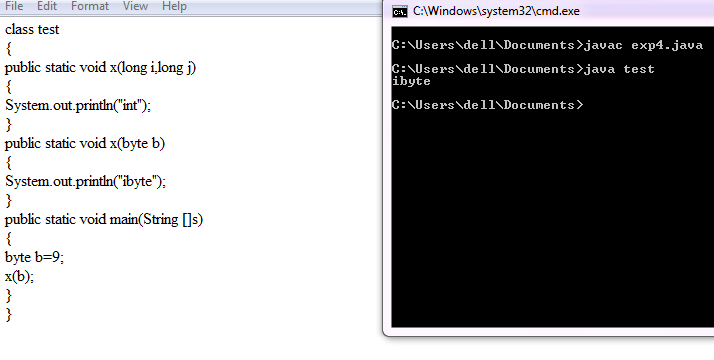 File Edit Format View Help
class test
{
public static void x(long i,long j)
{
System.out.println("int");
}
public static void x(byte b)
{
System.out.println("ibyte");
}
public static void main(String []s)
{
byte b=9;
x(b);
}
}
C:\Windows\system32\cmd.exe
C:\Users\dell\Documents>javac exp4.java
C:\Users\dell\Documents>java test
ibyte
C:\Users\dell\Documents>